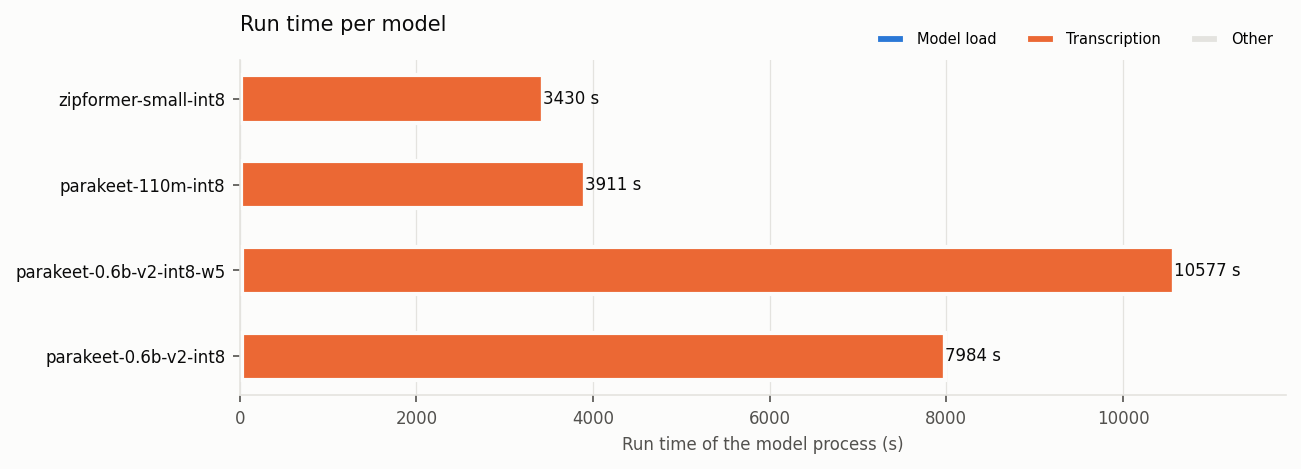 Run time per model
Model load Transcription Other
zipformer-small-int8 3430 s
parakeet-110m-int8 3911 s
parakeet-0.6b-v2-int8-w5 10577 s
parakeet-0.6b-v2-int8 7984 s
0 2000 4000 6000 8000 10000
Run time of the model process (s)